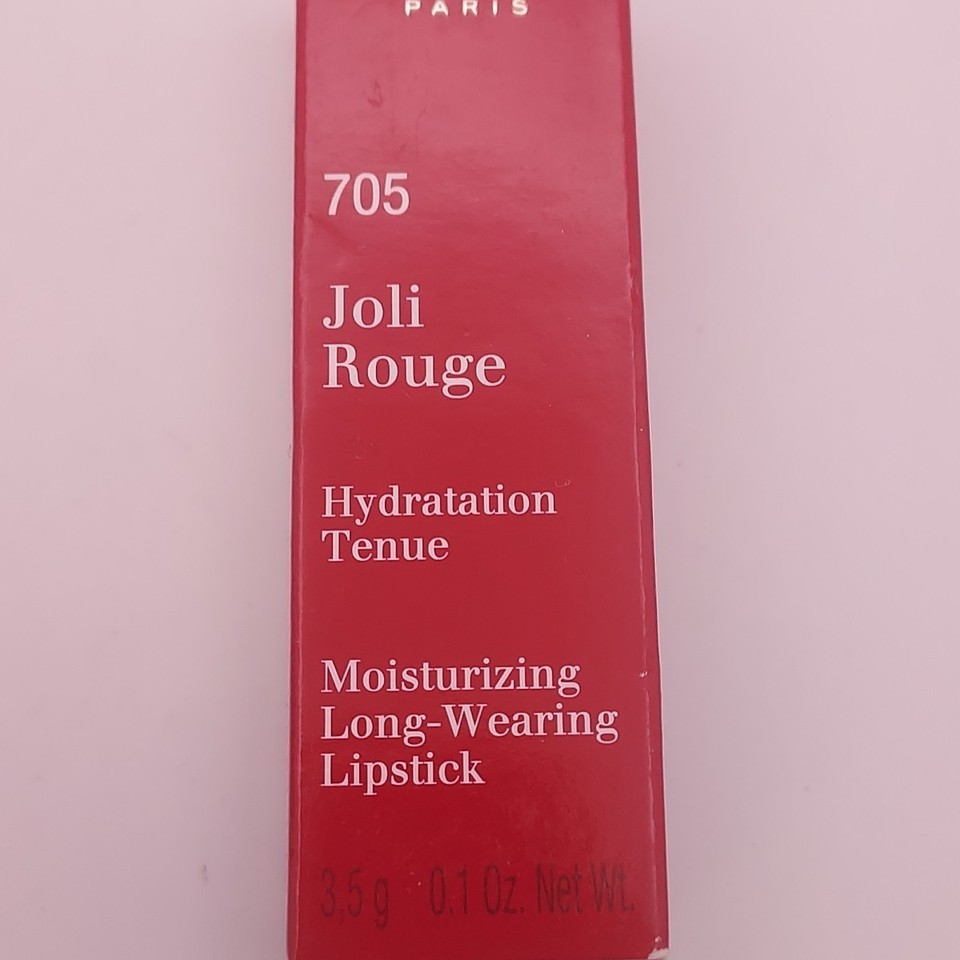 PARIS
705
Joli
Rouge
Hydratation
Tenue
Moisturizing
Long-Wearing
Lipstick
3,5 g 0.1 Oz. Net Wt.